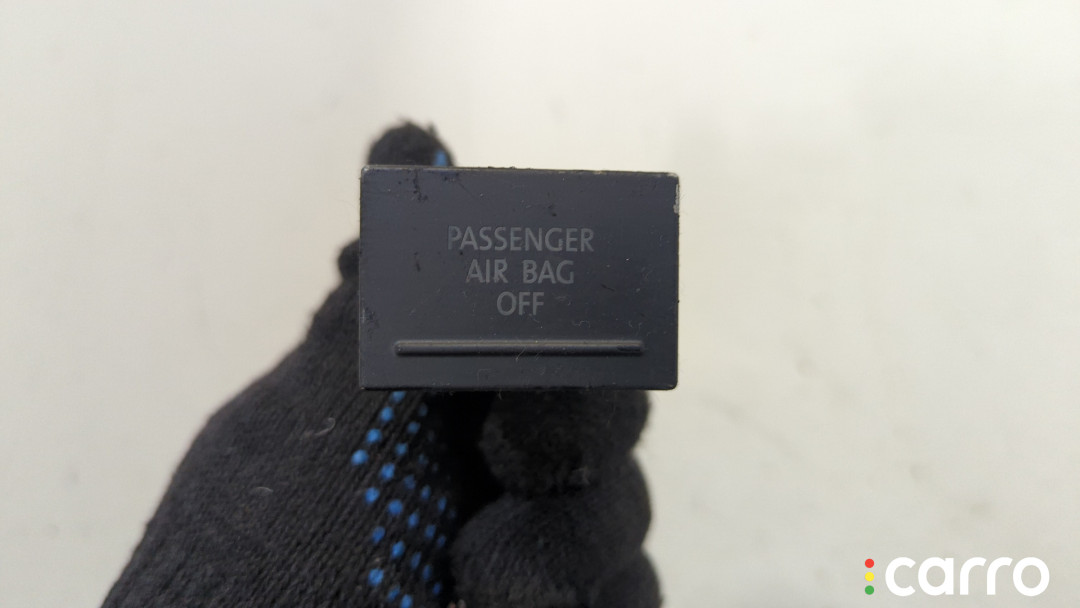 PASSENGER
AIR BAG
OFF
carro